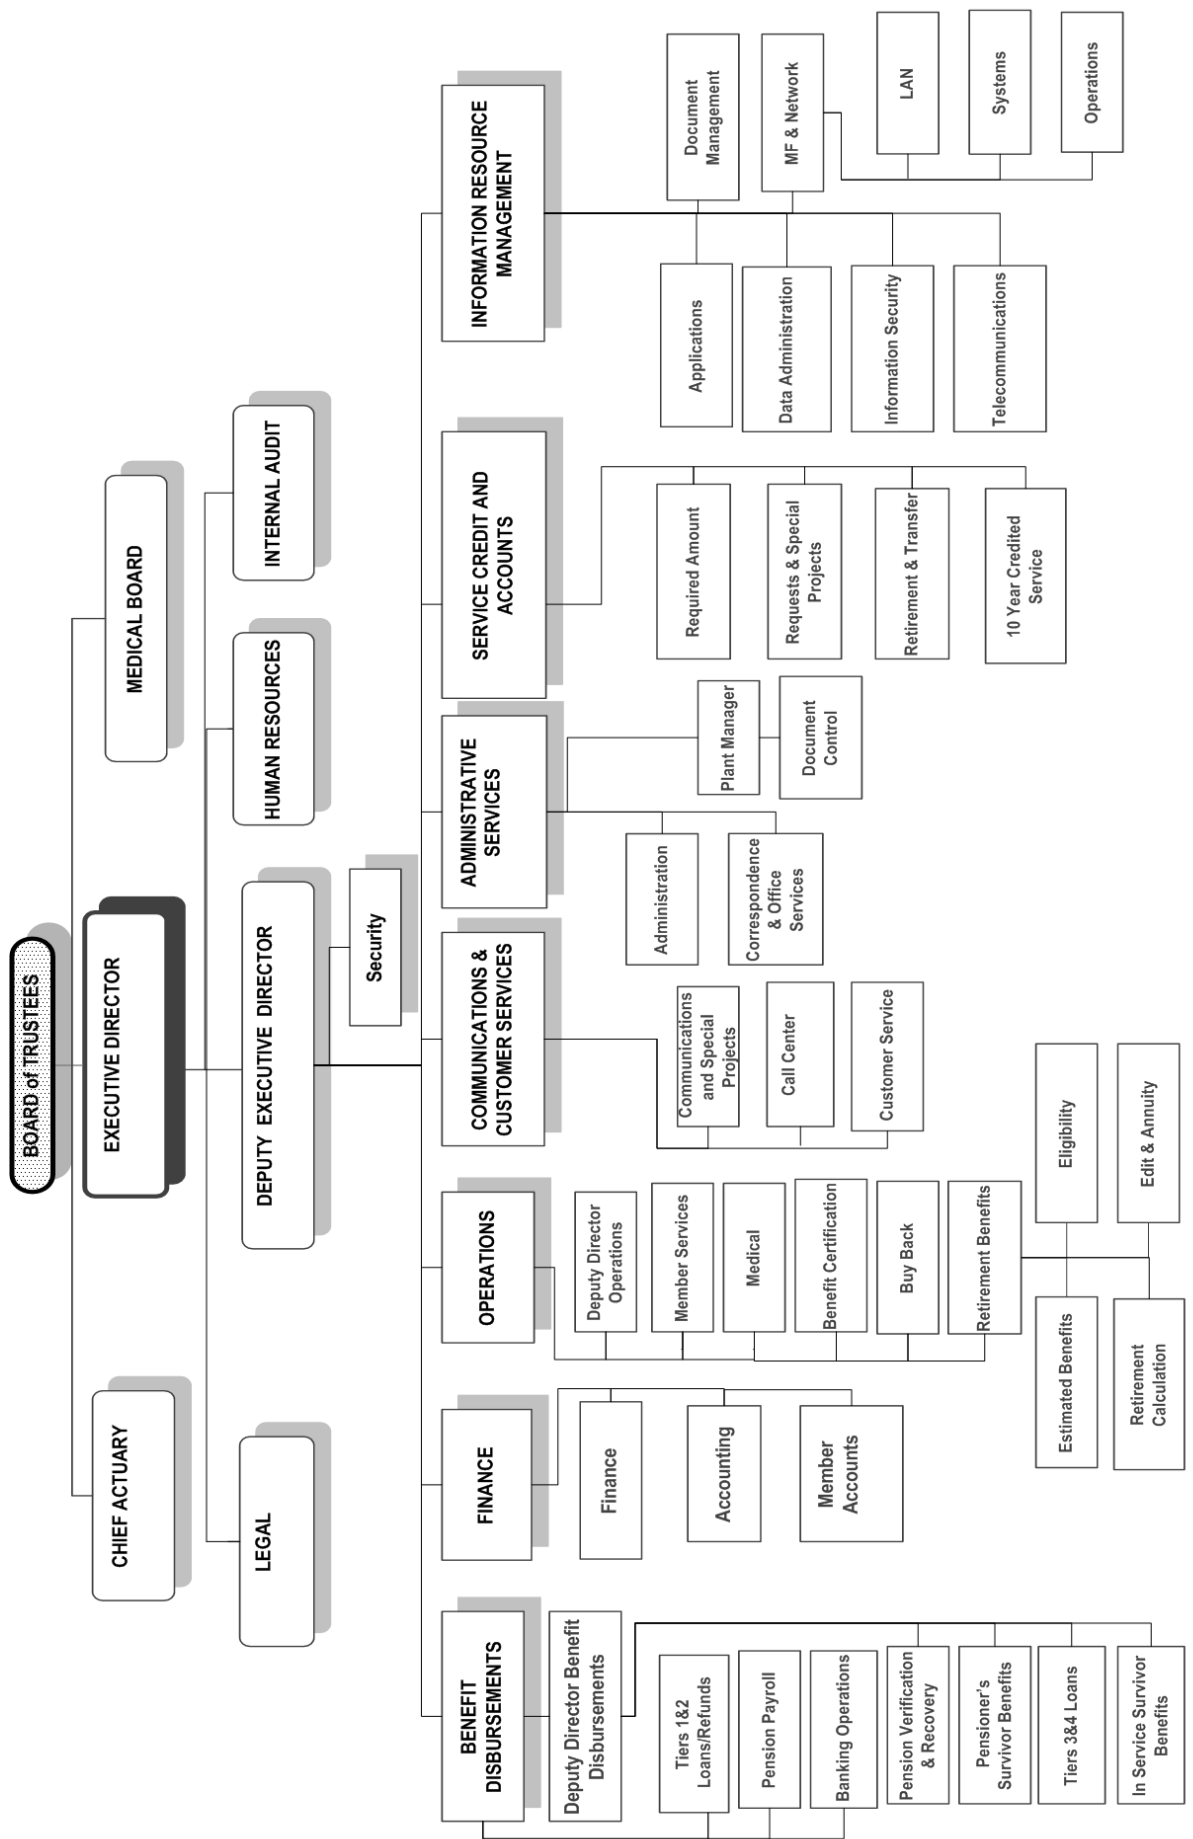 BOARD of TRUSTEES
EXECUTIVE DIRECTOR
CHIEF ACTUARY
MEDICAL BOARD
LEGAL
DEPUTY EXECUTIVE DIRECTOR
HUMAN RESOURCES
INTERNAL AUDIT
Security
BENEFIT
DISBURSEMENTS
FINANCE
OPERATIONS
COMMUNICATIONS &
CUSTOMER SERVICES
ADMINISTRATIVE
SERVICES
SERVICE CREDIT AND
ACCOUNTS
INFORMATION RESOURCE
MANAGEMENT
Deputy Director Benefit
Disbursements
Tiers 1&2
Loans/Refunds
Pension Payroll
Banking Operations
Pension Verification
& Recovery
Pensioner's
Survivor Benefits
Tiers 3&4 Loans
In Service Survivor
Benefits
Finance
Accounting
Member
Accounts
Deputy Director
Operations
Member Services
Medical
Benefit Certification
Buy Back
Retirement Benefits
Estimated Benefits
Eligibility
Retirement
Calculation
Edit & Annuity
Communications
and Special
Projects
Call Center
Customer Service
Administration
Correspondence
& Office
Services
Plant Manager
Document
Control
Required Amount
Requests & Special
Projects
Retirement & Transfer
10 Year Credited
Service
Applications
Document
Management
Data Administration
MF & Network
Information Security
Telecommunications
LAN
Systems
Operations